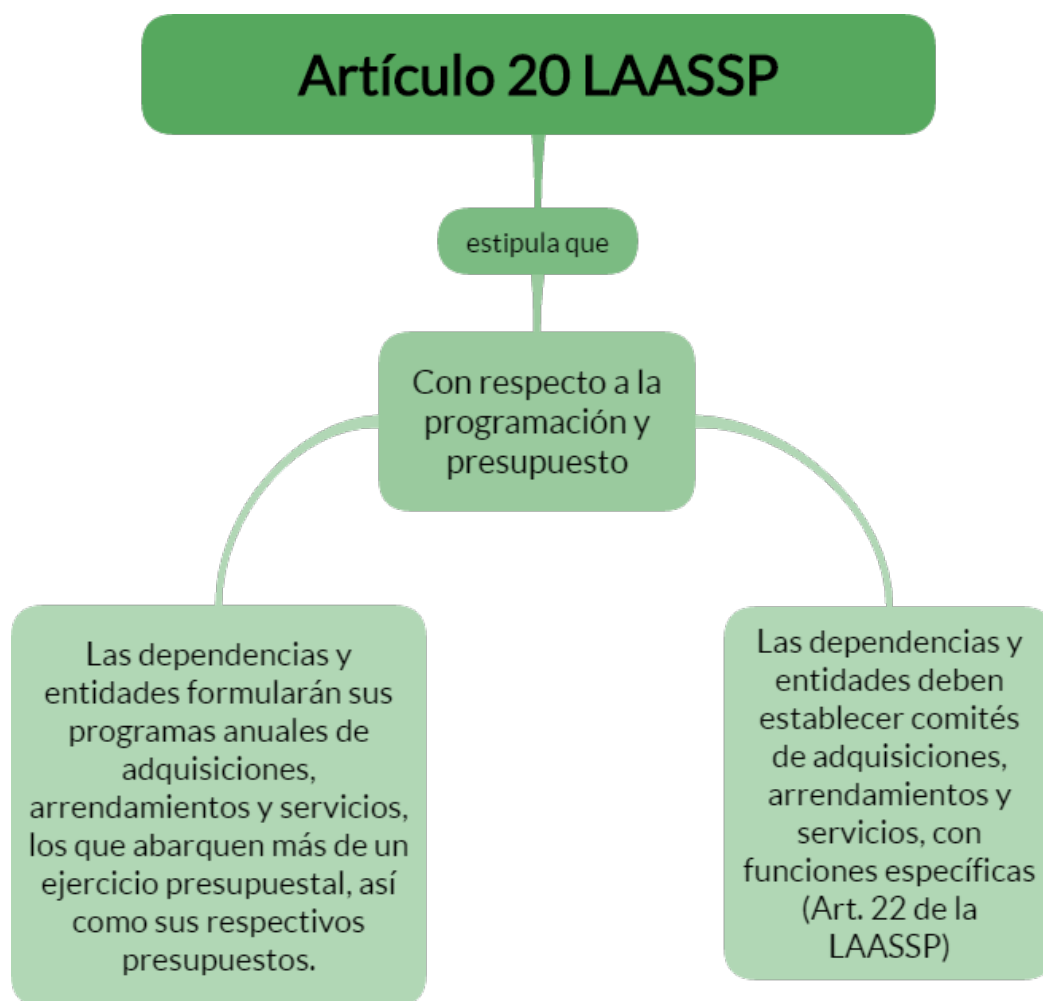 Artículo 20 LAASSP
estipula que
Con respecto a la
programación y
presupuesto
Las dependencias y
entidades formularán sus
programas anuales de
adquisiciones,
arrendamientos y servicios,
los que abarquen más de un
ejercicio presupuestal, así
como sus respectivos
presupuestos.
Las dependencias y
entidades deben
establecer comités
de adquisiciones,
arrendamientos y
servicios, con
funciones específicas
(Art. 22 de la
LAASSP)